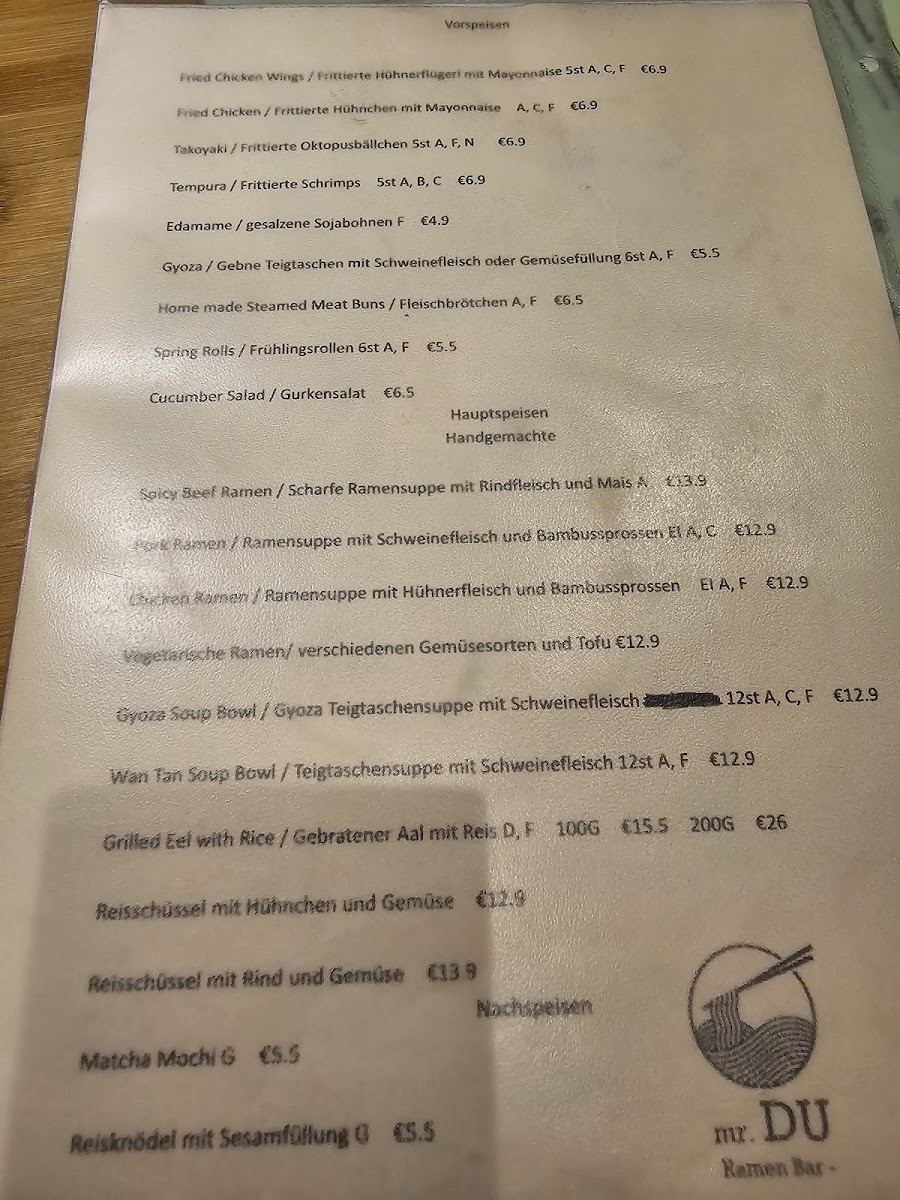 Vorspeisen
Fried Chicken Wings / Frittierte Hühnerflügerl mit Mayonnaise 5st A, C, F €6.9
Fried Chicken / Frittierte Hühnchen mit Mayonnaise A, C, F €6.9
Takoyaki / Frittierte Oktopusbällchen 5st A, F, N €6.9
Tempura / Frittierte Schrimps 5st A, B, C €6.9
Edamame / gesalzene Sojabohnen F €4.9
Gyoza / Gebne Teigtaschen mit Schweinefleisch oder Gemüsefüllung 6st A, F €5.5
Home made Steamed Meat Buns / Fleischbrötchen A, F €6.5
Spring Rolls / Frühlingsrollen 6st A, F €5.5
Cucumber Salad / Gurkensalat €6.5
Hauptspeisen
Handgemachte
Spicy Beef Ramen / Scharfe Ramensuppe mit Rindfleisch und Mais A €13.9
Pork Ramen / Ramensuppe mit Schweinefleisch und Bambussprossen EI A, C €12.9
Chicken Ramen / Ramensuppe mit Hühnerfleisch und Bambussprossen EI A, F €12.9
Vegetarische Ramen/ verschiedenen Gemüsesorten und Tofu €12.9
Gyoza Soup Bowl / Gyoza Teigtaschensuppe mit Schweinefleisch 12st A, C, F €12.9
Wan Tan Soup Bowl / Teigtaschensuppe mit Schweinefleisch 12st A, F €12.9
Grilled Eel with Rice / Gebratener Aal mit Reis D, F 100G €15.5 200G €26
Reisschüssel mit Hühnchen und Gemüse €12.9
Reisschüssel mit Rind und Gemüse €13.9
Nachspeisen
Matcha Mochi G €5.5
Reisknödel mit Sesamfüllung G €5.5
mr. DU
Ramen Bar -